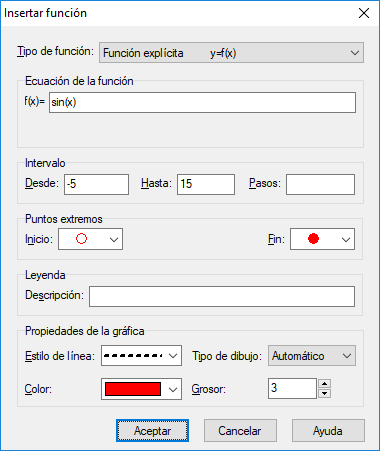 Insertar función
Tipo de función: Función explícita y=f(x)
Ecuación de la función
f(x)= sin(x)
Intervalo
Desde: -5 Hasta: 15 Pasos:
Puntos extremos
Inicio: Fin:
Leyenda
Descripción:
Propiedades de la gráfica
Estilo de línea: Tipo de dibujo: Automático
Color: Grosor: 3
Aceptar Cancelar Ayuda